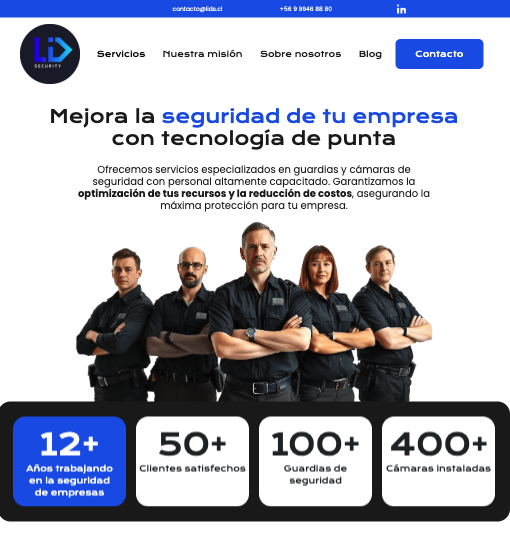 contacto@lids.cl
+56 9 9946 88 80
in
LiD
SECURITY
Servicios
Nuestra misión
Sobre nosotros
Blog
Contacto
Mejora la seguridad de tu empresa
con tecnología de punta
Ofrecemos servicios especializados en guardias y cámaras de
seguridad con personal altamente capacitado. Garantizamos la
optimización de tus recursos y la reducción de costos, asegurando la
máxima protección para tu empresa.
12+
Años trabajando
en la seguridad
de empresas
50+
Clientes satisfechos
100+
Guardias de
seguridad
400+
Cámaras instaladas